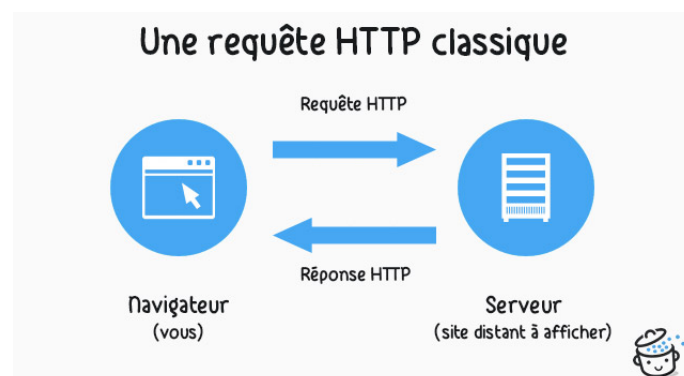 Une requête HTTP classique
Requête HTTP
Réponse HTTP
Navigateur
(vous)
Serveur
(site distant à afficher)